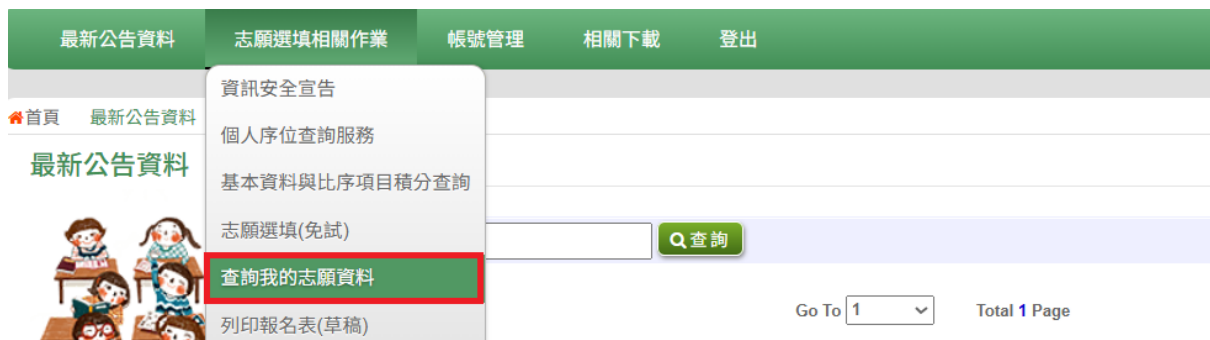 最新公告資料 志願選填相關作業 帳號管理 相關下載 登出
資訊安全宣告
首頁 最新公告資料
個人序位查詢服務
最新公告資料
基本資料與比序項目積分查詢
志願選填(免試)
查詢
查詢我的志願資料
Go To 1 Total 1 Page
列印報名表(草稿)